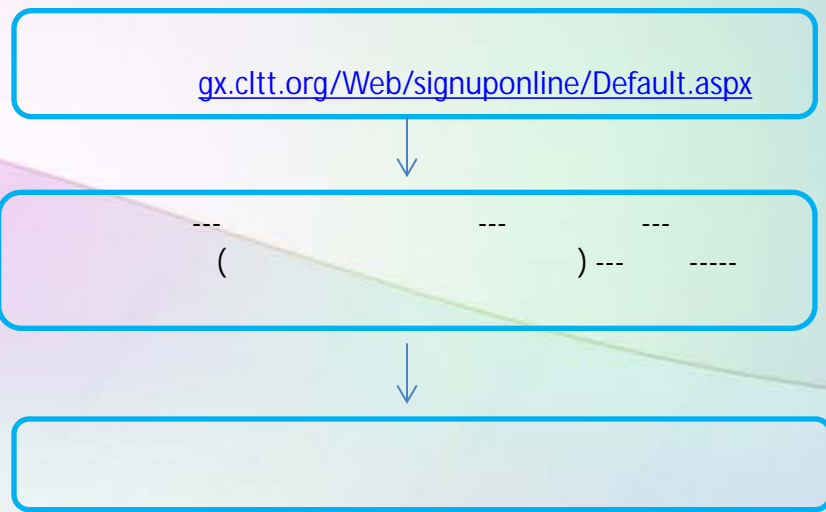 gx.cltt.org/Web/signuponline/Default.aspx
--- --- ---
( ) --- -----